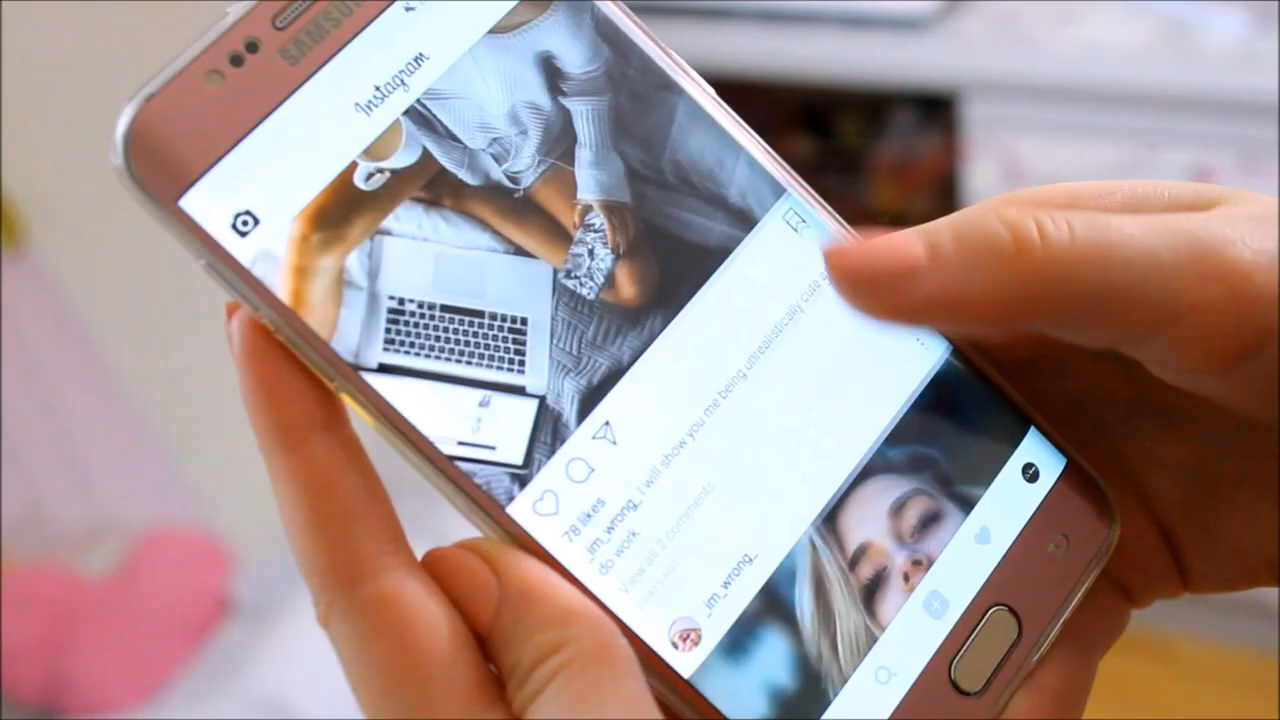 SAMSUNG
Instagram
78 likes
_im_wrong_ I will show you me being unrealistically cute
do work
View all 2 comments
_im_wrong_